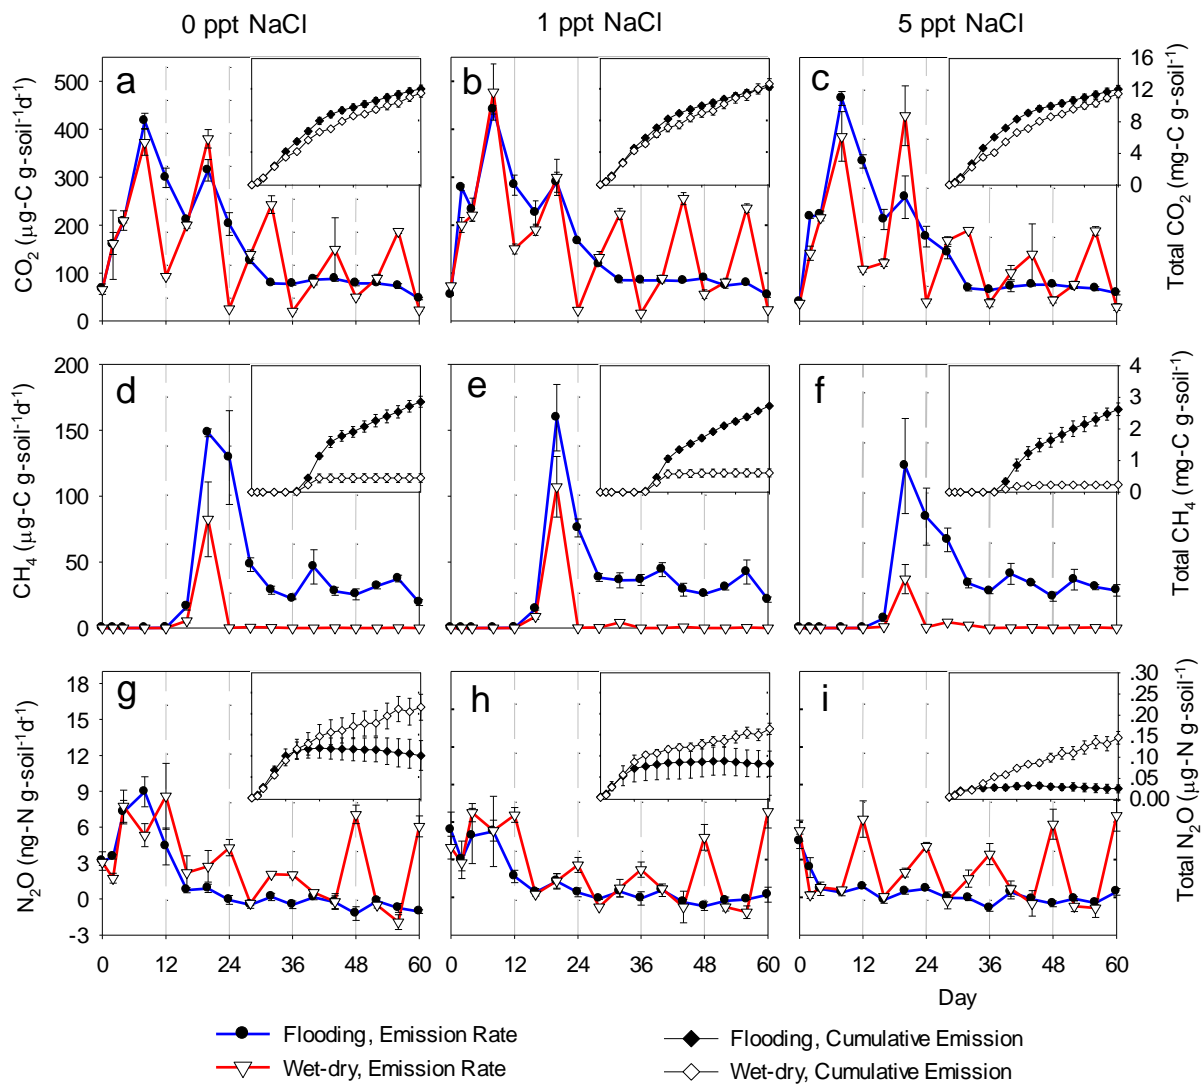 0 ppt NaCl 1 ppt NaCl 5 ppt NaCl
CO2 (μg-C g-soil-1d-1)
500
400
300
200
100
0
a
b
c
16
12
8
4
0
Total CO2 (mg-C g-soil-1)
CH4 (μg-C g-soil-1d-1)
200
150
100
50
0
d
e
f
4
3
2
1
0
Total CH4 (mg-C g-soil-1)
N2O (ng-N g-soil-1d-1)
18
15
12
9
6
3
0
-3
g
h
i
.30
.25
.20
.15
.10
.05
0.00
Total N2O (μg-N g-soil-1)
0 12 24 36 48 60 0 12 24 36 48 60 0 12 24 36 48 60
Day
Flooding, Emission Rate
Wet-dry, Emission Rate
Flooding, Cumulative Emission
Wet-dry, Cumulative Emission